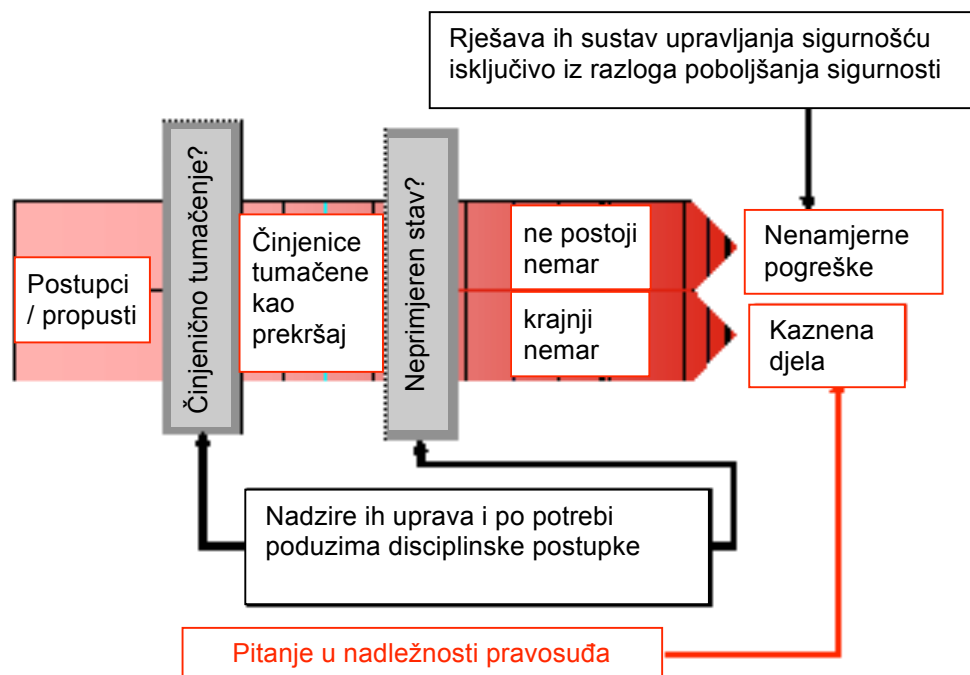 Rješava ih sustav upravljanja sigurnošću
isključivo iz razloga poboljšanja sigurnosti
Postupci
/ propusti
Činjenično tumačenje?
Činjenice
tumačene
kao
prekršaj
Neprimjeren stav?
ne postoji
nemar
krajnji
nemar
Nenamjerne
pogreške
Kaznena
djela
Nadzire ih uprava i po potrebi
poduzima disciplinske postupke
Pitanje u nadležnosti pravosuđa